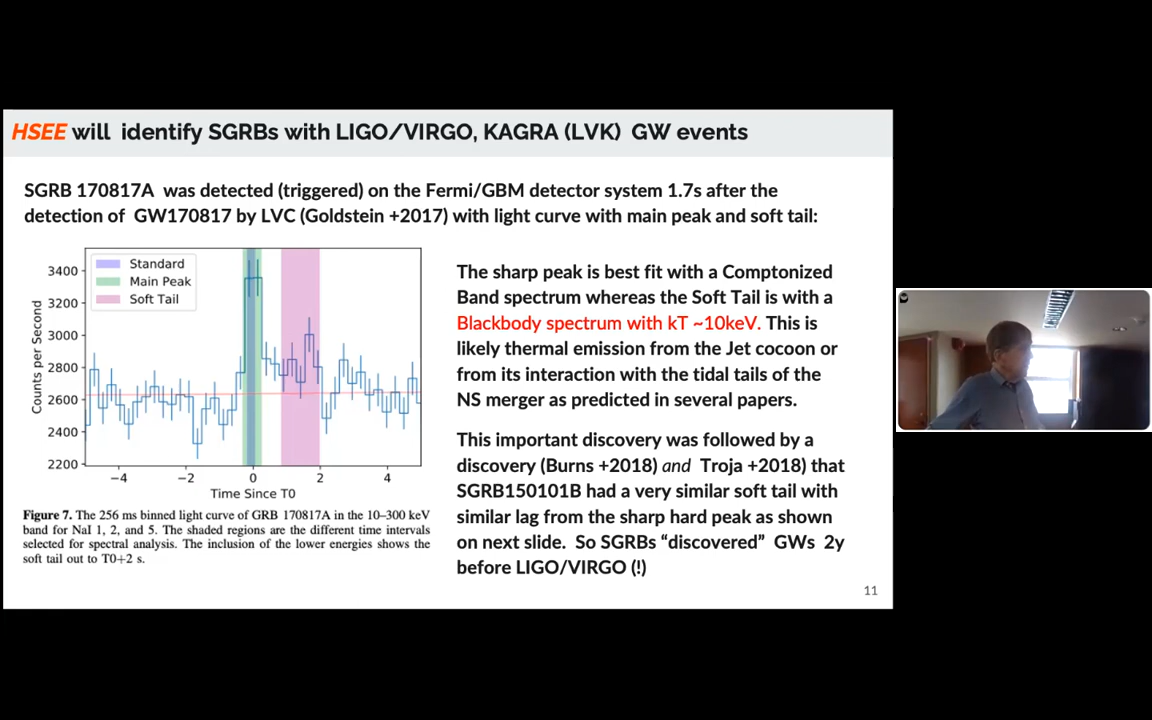 HSEE will identify SGRBs with LIGO/VIRGO, KAGRA (LVK) GW events
SGRB 170817A was detected (triggered) on the Fermi/GBM detector system 1.7s after the
detection of GW170817 by LVC (Goldstein +2017) with light curve with main peak and soft tail:
Standard
Main Peak
Soft Tail
3400
3200
3000
2800
2600
2400
2200
Counts per Second
−4
−2
0
2
4
Time Since T0
Figure 7. The 256 ms binned light curve of GRB 170817A in the 10–300 keV
band for NaI 1, 2, and 5. The shaded regions are the different time intervals
selected for spectral analysis. The inclusion of the lower energies shows the
soft tail out to T0+2 s.
The sharp peak is best fit with a Comptonized
Band spectrum whereas the Soft Tail is with a
Blackbody spectrum with kT ~10keV. This is
likely thermal emission from the Jet cocoon or
from its interaction with the tidal tails of the
NS merger as predicted in several papers.
This important discovery was followed by a
discovery (Burns +2018) and Troja +2018) that
SGRB150101B had a very similar soft tail with
similar lag from the sharp hard peak as shown
on next slide. So SGRBs “discovered” GWs 2y
before LIGO/VIRGO (!)
11